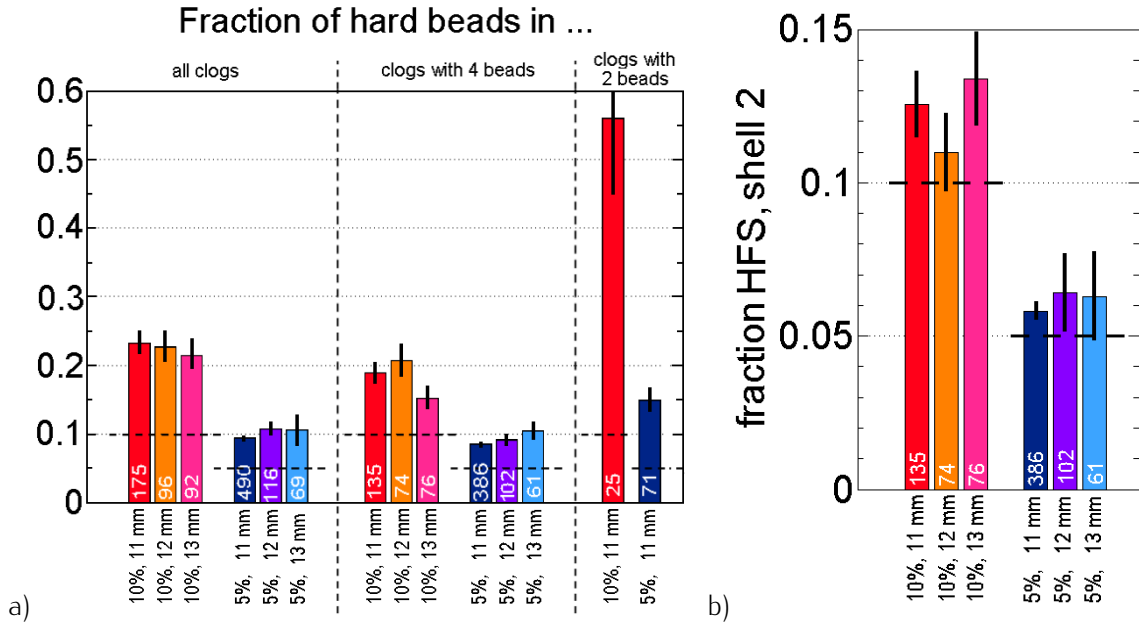 Fraction of hard beads in ...
all clogs
clogs with 4 beads
clogs with
2 beads
0.6
0.5
0.4
0.3
0.2
0.1
0
175
96
92
490
116
69
135
74
76
386
102
61
25
71
10%, 11 mm
10%, 12 mm
10%, 13 mm
5%, 11 mm
5%, 12 mm
5%, 13 mm
10%, 11 mm
10%, 12 mm
10%, 13 mm
5%, 11 mm
5%, 12 mm
5%, 13 mm
10%, 11 mm
5%, 11 mm
a)
fraction HFS, shell 2
0.15
0.1
0.05
0
135
74
76
386
102
61
10%, 11 mm
10%, 12 mm
10%, 13 mm
5%, 11 mm
5%, 12 mm
5%, 13 mm
b)